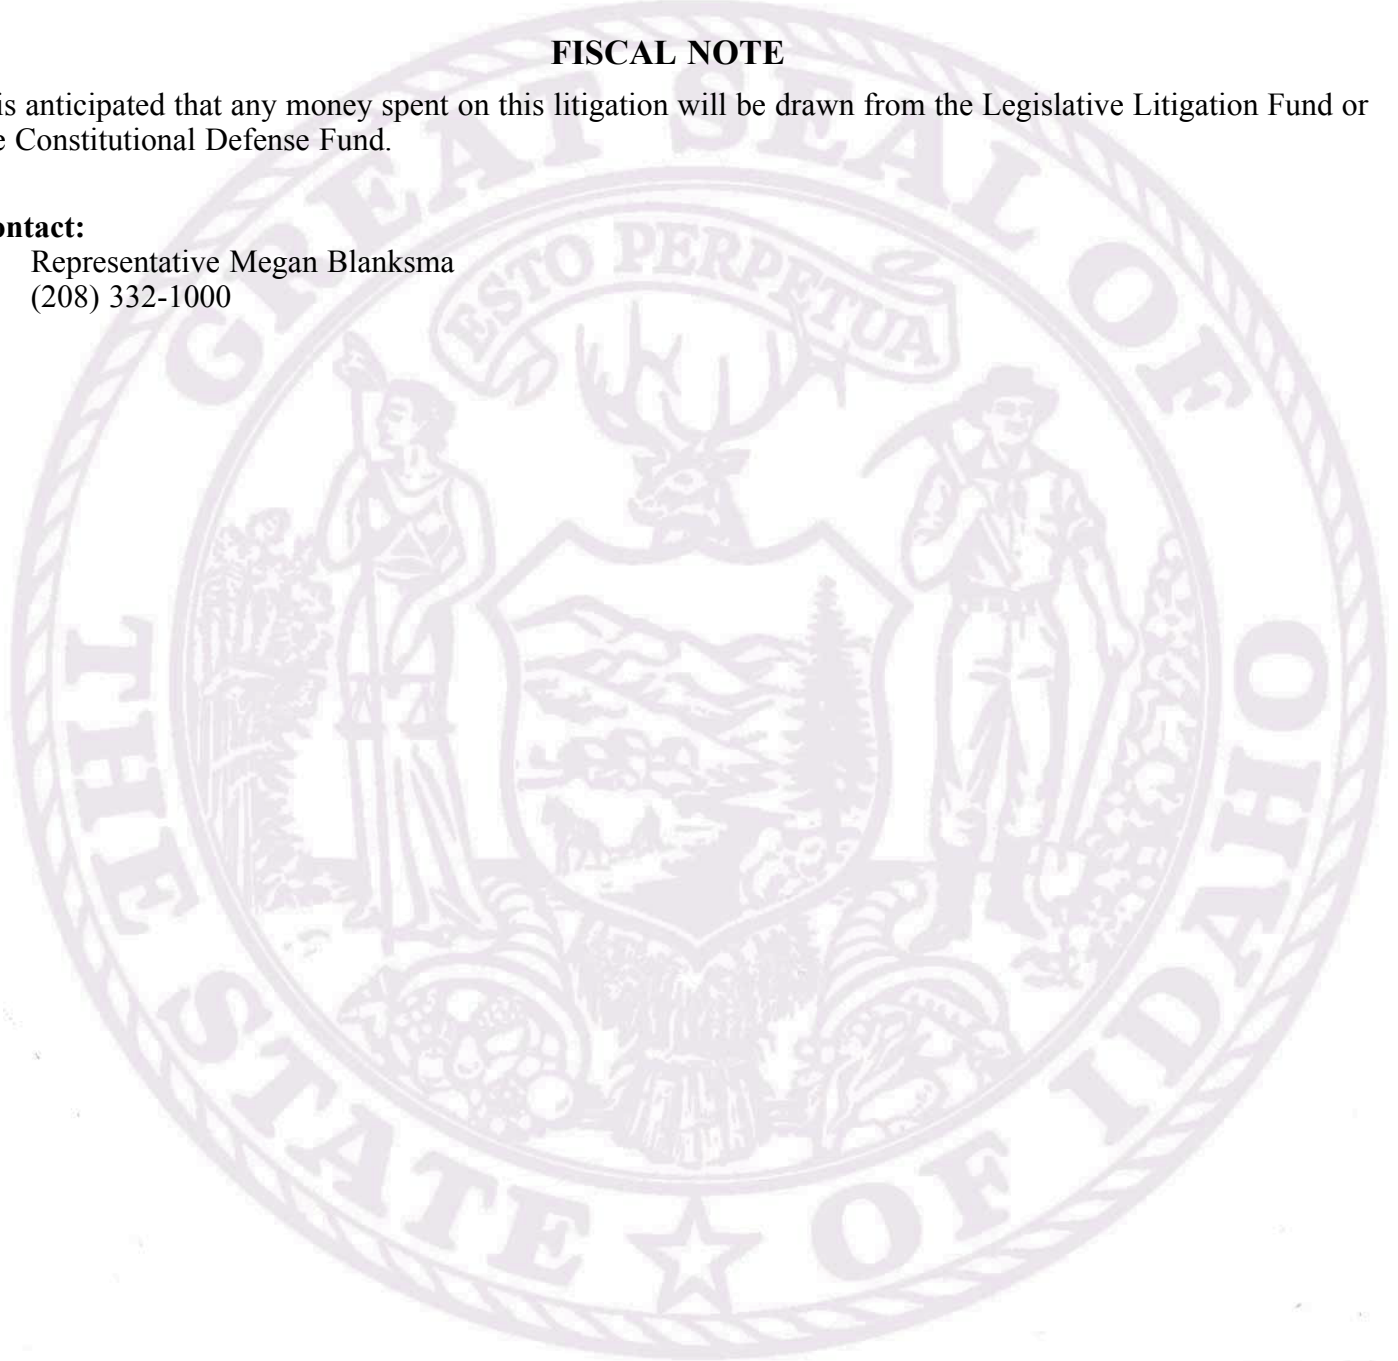 FISCAL NOTE
is anticipated that any money spent on this litigation will be drawn from the Legislative Litigation Fund or
e Constitutional Defense Fund.
ontact:
Representative Megan Blanksma
(208) 332-1000
GREAT SEAL OF
ESTO PERPETUA
THE STATE ☆ OF IDAHO